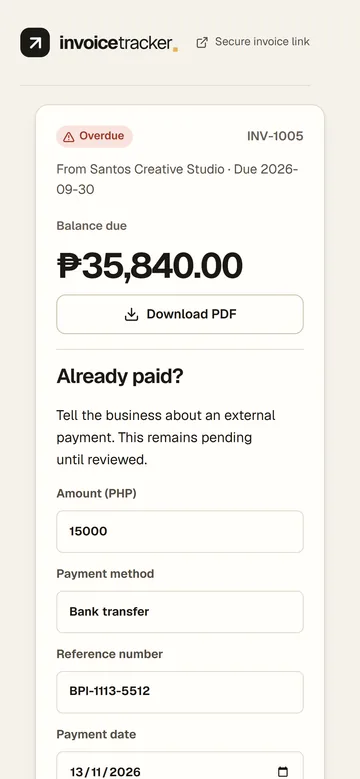 invoicetracker.
Secure invoice link
Overdue
INV-1005
From Santos Creative Studio · Due 2026-
09-30
Balance due
₱35,840.00
Download PDF
Already paid?
Tell the business about an external
payment. This remains pending
until reviewed.
Amount (PHP)
15000
Payment method
Bank transfer
Reference number
BPI-1113-5512
Payment date
13/11/2026